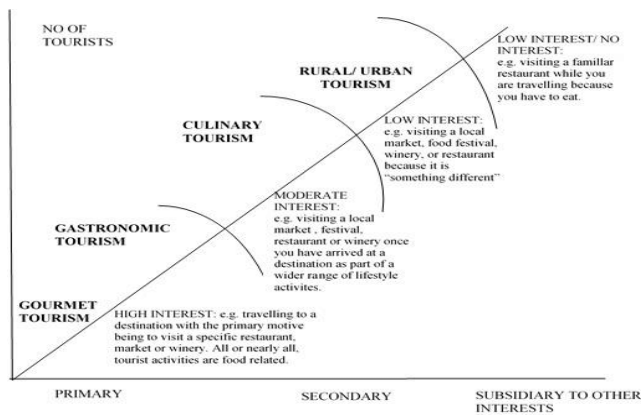 NO OF
TOURISTS
LOW INTEREST/ NO
INTEREST:
e.g. visiting a famillar
restaurant while you
are travelling because
you have to eat.
RURAL/ URBAN
TOURISM
CULINARY
TOURISM
LOW INTEREST:
e.g. visiting a local
market, food festival,
winery, or restaurant
because it is
"something different"
MODERATE
INTEREST:
e.g. visiting a local
market , festival,
restaurant or winery once
you have arrived at a
destination as part of a
wider range of lifestyle
activites.
GASTRONOMIC
TOURISM
GOURMET
TOURISM
HIGH INTEREST: e.g. travelling to a
destination with the primary motive
being to visit a specific restaurant,
market or winery. All or nearly all,
tourist activities are food related.
PRIMARY
SECONDARY
SUBSIDIARY TO OTHER
INTERESTS